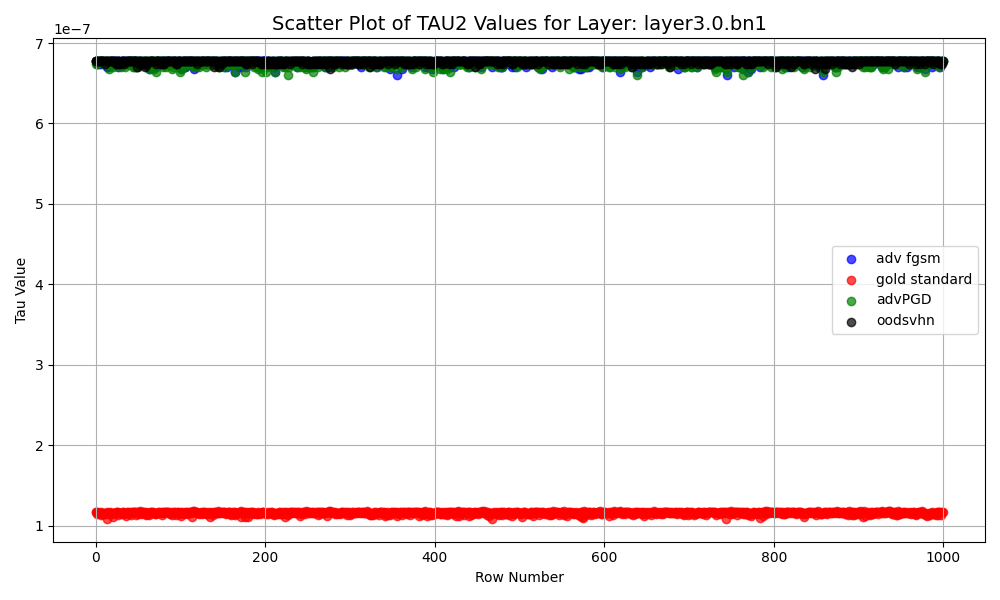 Scatter Plot of TAU2 Values for Layer: layer3.0.bn1
1e−7
7
6
5
4
3
2
1
Tau Value
adv fgsm
gold standard
advPGD
oodsvhn
0 200 400 600 800 1000
Row Number